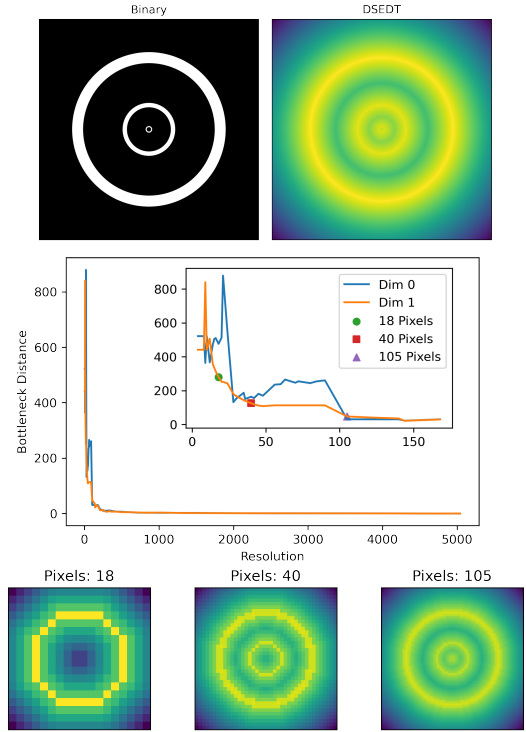 Binary
DSEDT
Bottleneck Distance
800
600
400
200
0
800
600
400
200
0
Dim 0
Dim 1
18 Pixels
40 Pixels
105 Pixels
0
50
100
150
0
1000
2000
3000
4000
5000
Resolution
Pixels: 18
Pixels: 40
Pixels: 105